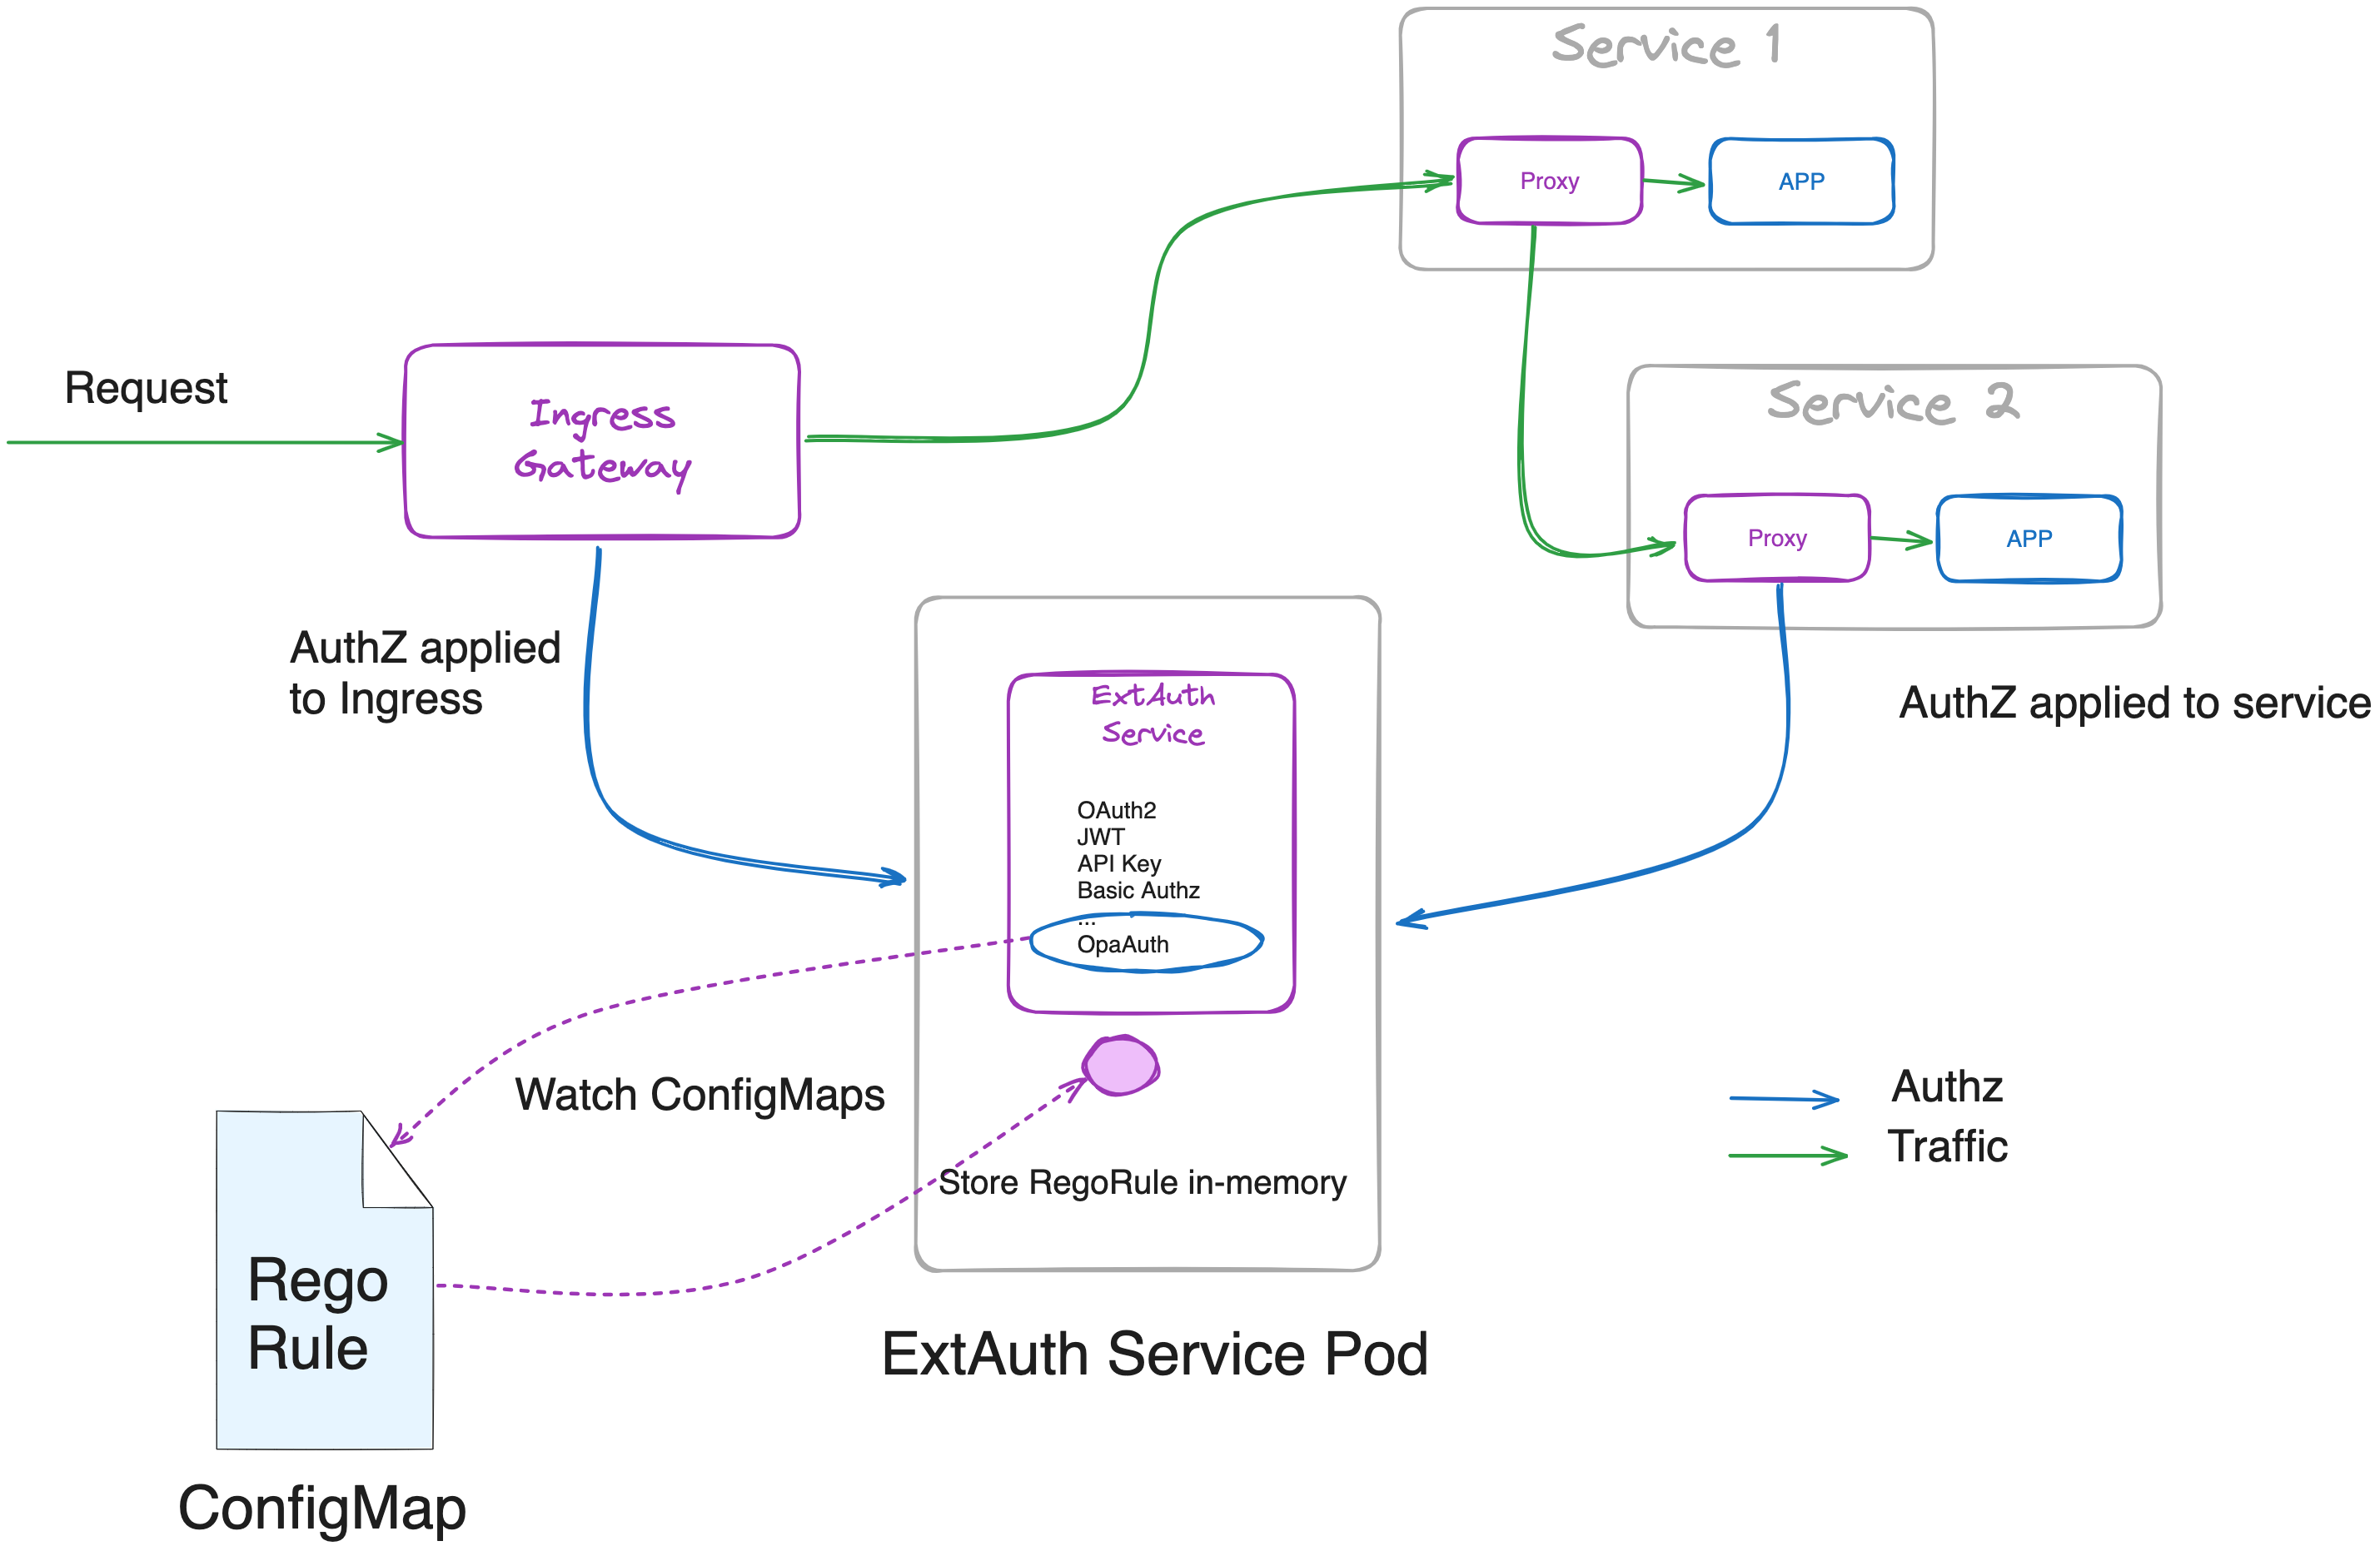 Service 1
Proxy
APP
Request
Ingress
Gateway
Service 2
Proxy
APP
AuthZ applied
to Ingress
AuthZ applied to service
ExtAuth
Service
OAuth2
JWT
API Key
Basic Authz
...
OpaAuth
Watch ConfigMaps
Store RegoRule in-memory
Authz
Traffic
Rego
Rule
ExtAuth Service Pod
ConfigMap